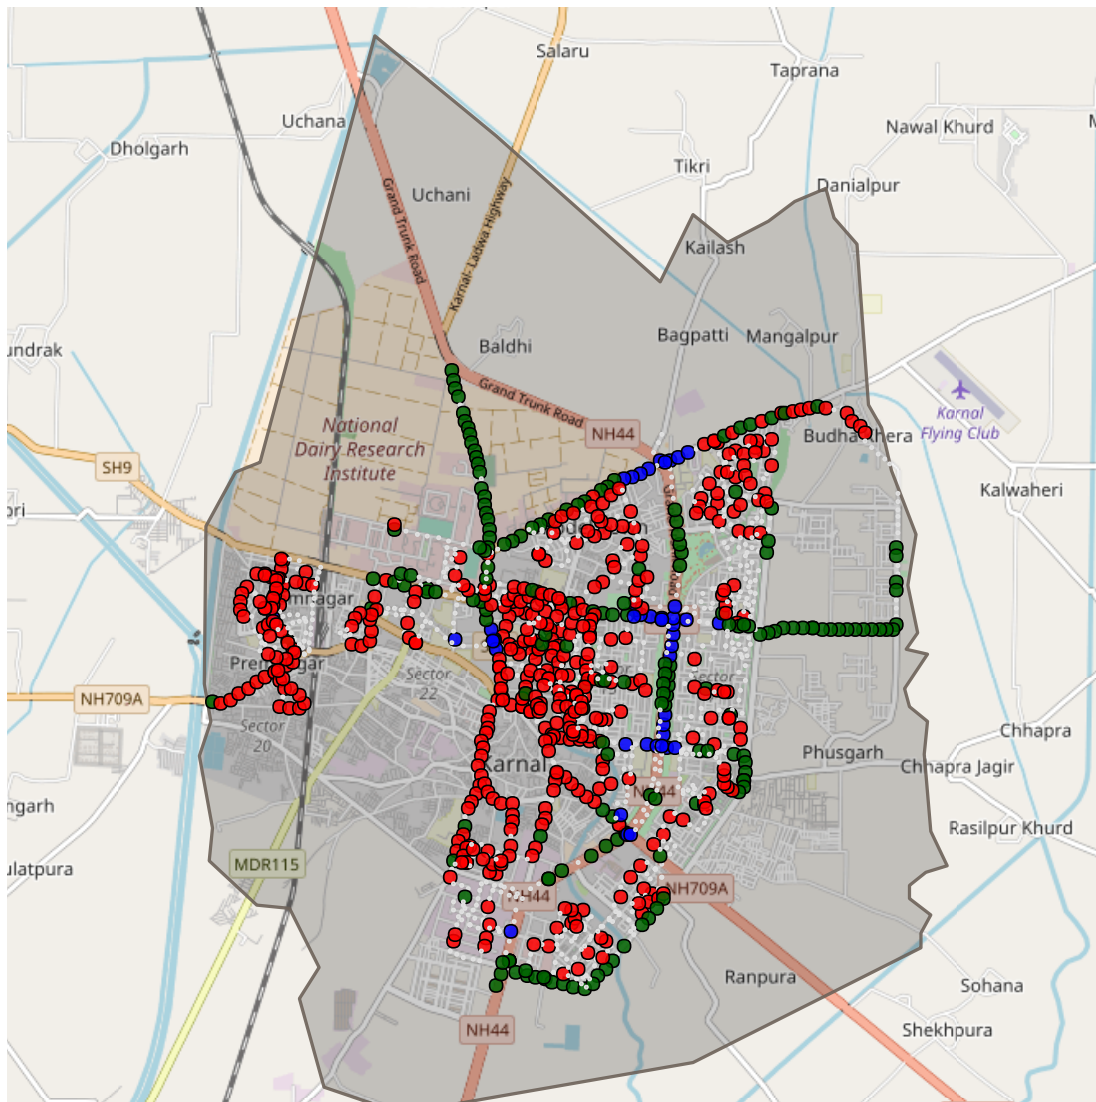 Salaru
Taprana
Uchana
Nawal Khurd
Dholgarh
Tikri
Danialpur
Uchani
Grand Trunk Road
Karnal- Ladwa Highway
Kailash
Bagpatti
Mangalpur
Baldhi
undrak
Grand Trunk Road
Karnal
Flying Club
National
Dairy Research
Institute
NH44
SH9
Kalwaheri
Sector
22
NH709A
Sector
20
Chhapra
Phusgarh
Chhapra Jagir
Karnal
ngarh
Rasilpur Khurd
MDR115
ulatpura
NH709A
NH44
Ranpura
Sohana
NH44
Shekhpura